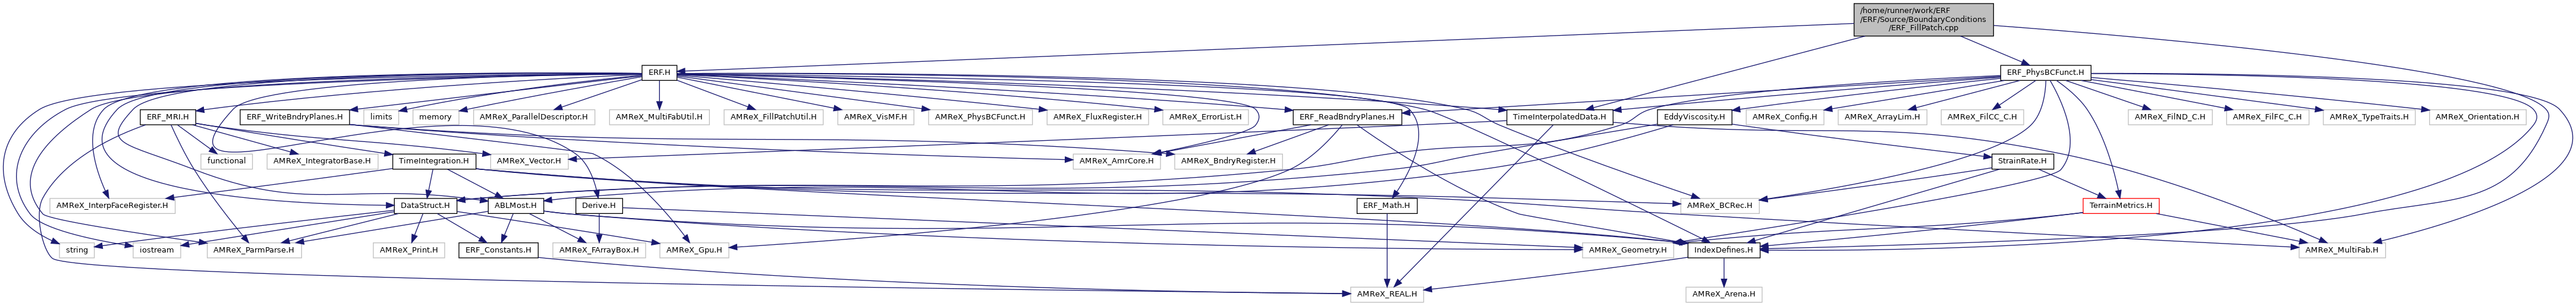 /home/runner/work/ERF
/ERF/Source/BoundaryConditions
/ERF_FillPatch.cpp
ERF.H
ERF_PhysBCFunct.H
ERF_MRI.H
ERF_WriteBndryPlanes.H
limits
memory
AMReX_ParallelDescriptor.H
AMReX_MultiFabUtil.H
AMReX_FillPatchUtil.H
AMReX_VisMF.H
AMReX_PhysBCFunct.H
AMReX_FluxRegister.H
AMReX_ErrorList.H
ERF_ReadBndryPlanes.H
TimeInterpolatedData.H
EddyViscosity.H
AMReX_Config.H
AMReX_ArrayLim.H
AMReX_FilCC_C.H
AMReX_FilND_C.H
AMReX_FilFC_C.H
AMReX_TypeTraits.H
AMReX_Orientation.H
functional
AMReX_IntegratorBase.H
TimeIntegration.H
AMReX_Vector.H
AMReX_AmrCore.H
AMReX_BndryRegister.H
StrainRate.H
AMReX_InterpFaceRegister.H
DataStruct.H
ABLMost.H
Derive.H
ERF_Math.H
AMReX_BCRec.H
TerrainMetrics.H
string
iostream
AMReX_ParmParse.H
AMReX_Print.H
ERF_Constants.H
AMReX_FArrayBox.H
AMReX_Gpu.H
AMReX_Geometry.H
IndexDefines.H
AMReX_MultiFab.H
AMReX_REAL.H
AMReX_Arena.H